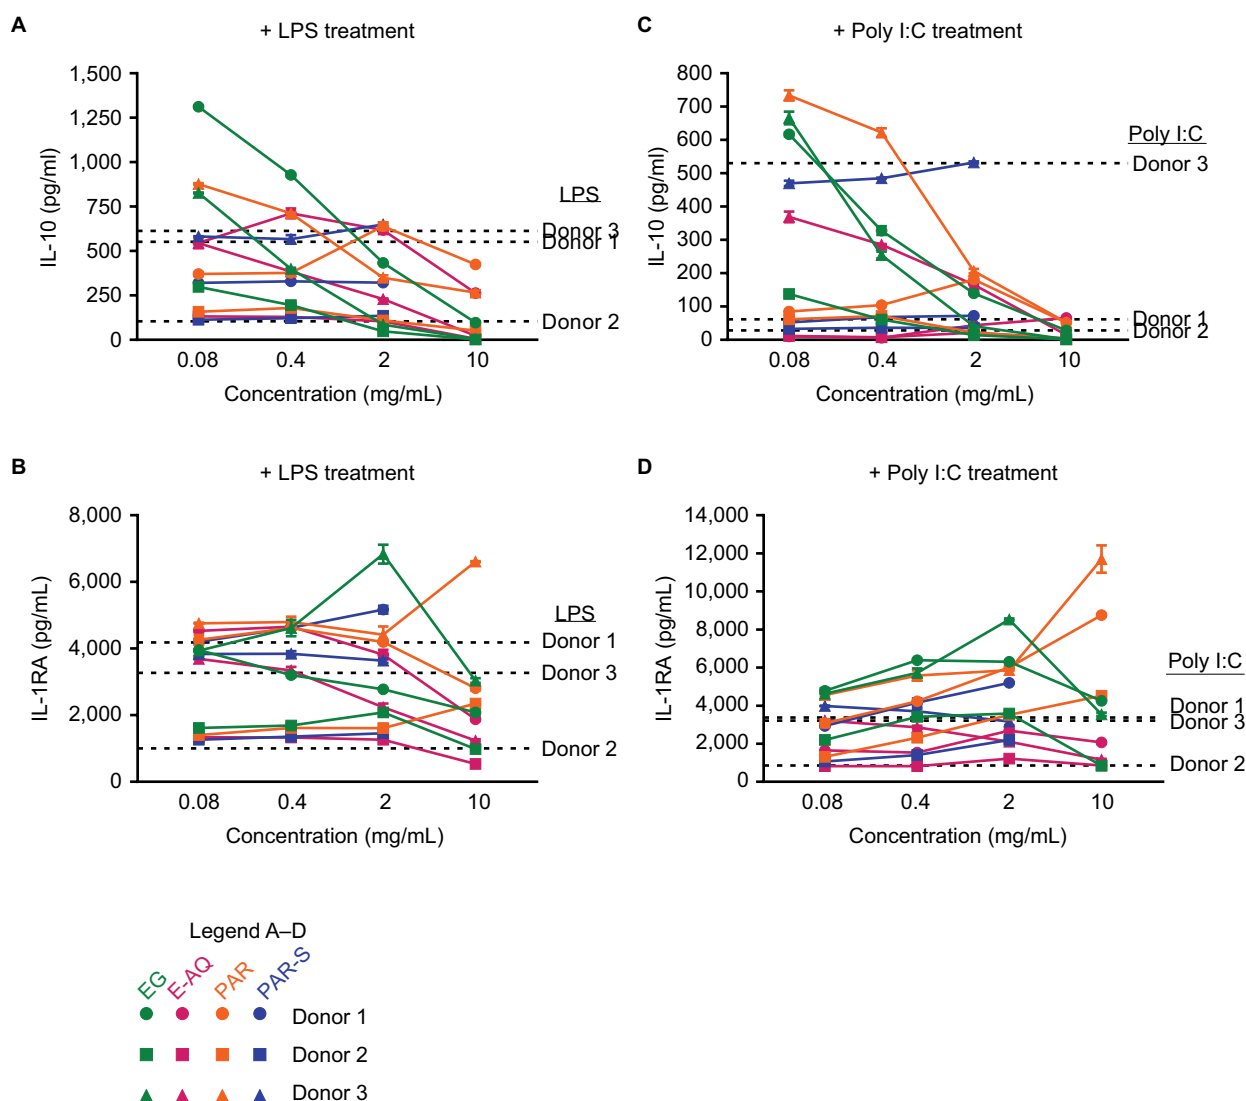 A
+ LPS treatment
IL-10 (pg/ml)
1,500
1,250
1,000
750
500
250
0
0.08 0.4 2 10
Concentration (mg/mL)
LPS
Donor 3
Donor 1
Donor 2
C
+ Poly I:C treatment
IL-10 (pg/ml)
800
700
600
500
400
300
200
100
0
0.08 0.4 2 10
Concentration (mg/mL)
Poly I:C
Donor 3
Donor 1
Donor 2
B
+ LPS treatment
IL-1RA (pg/mL)
8,000
6,000
4,000
2,000
0
0.08 0.4 2 10
Concentration (mg/mL)
LPS
Donor 1
Donor 3
Donor 2
D
+ Poly I:C treatment
IL-1RA (pg/mL)
14,000
12,000
10,000
8,000
6,000
4,000
2,000
0
0.08 0.4 2 10
Concentration (mg/mL)
Poly I:C
Donor 1
Donor 3
Donor 2
Legend A–D
EG E-AQ PAR PAR-S
Donor 1
Donor 2
Donor 3